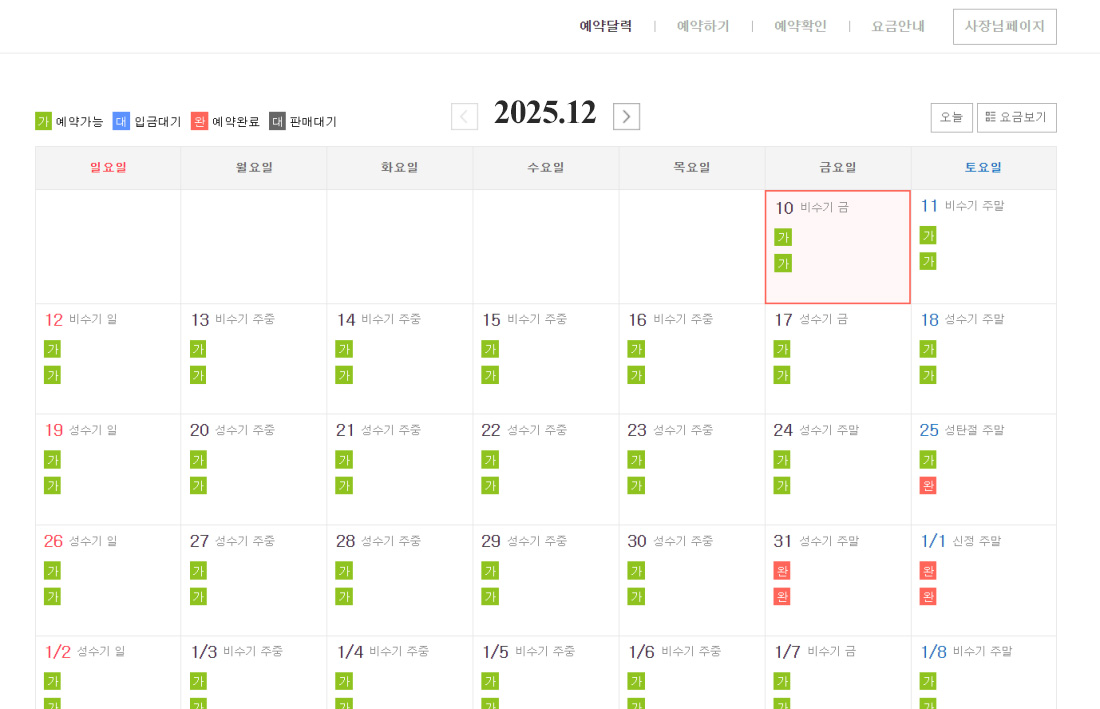 예약달력 | 예약하기 | 예약확인 | 요금안내 사장님페이지
가 예약가능 대 입금대기 완 예약완료 대 판매대기
2025.12
오늘 요금보기
일요일 월요일 화요일 수요일 목요일 금요일 토요일
10 비수기 금 11 비수기 주말
가 가
가 가
12 비수기 일 13 비수기 주중 14 비수기 주중 15 비수기 주중 16 비수기 주중 17 성수기 금 18 성수기 주말
가 가 가 가 가 가 가
가 가 가 가 가 가 가
19 성수기 일 20 성수기 주중 21 성수기 주중 22 성수기 주중 23 성수기 주중 24 성수기 주말 25 성탄절 주말
가 가 가 가 가 가 가
가 가 가 가 가 가 완
26 성수기 일 27 성수기 주중 28 성수기 주중 29 성수기 주중 30 성수기 주중 31 성수기 주말 1/1 신정 주말
가 가 가 가 가 완 완
가 가 가 가 가 완 완
1/2 성수기 일 1/3 비수기 주중 1/4 비수기 주중 1/5 비수기 주중 1/6 비수기 주중 1/7 비수기 금 1/8 비수기 주말
가 가 가 가 가 가 가
가 가 가 가 가 가 가